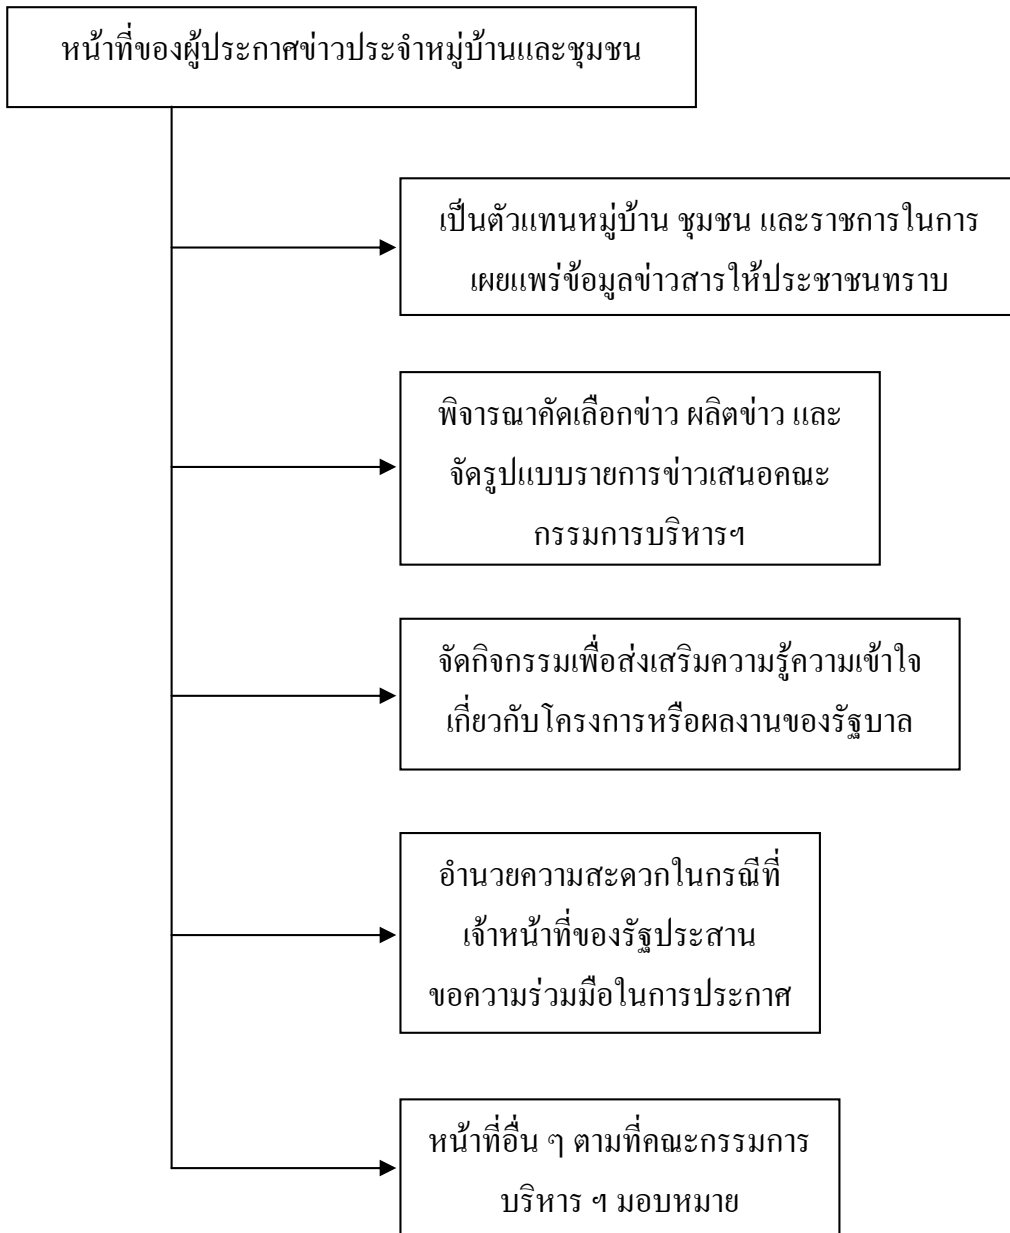 หน้าที่ของผู้ประกาศข่าวประจำหมู่บ้านและชุมชน
เป็นตัวแทนหมู่บ้าน ชุมชน และราชการในการ
เผยแพร่ข้อมูลข่าวสารให้ประชาชนทราบ
พิจารณาคัดเลือกข่าว ผลิตข่าว และ
จัดรูปแบบรายการข่าวเสนอคณะ
กรรมการบริหารฯ
จัดกิจกรรมเพื่อส่งเสริมความรู้ความเข้าใจ
เกี่ยวกับโครงการหรือผลงานของรัฐบาล
อำนวยความสะดวกในกรณีที่
เจ้าหน้าที่ของรัฐประสาน
ขอความร่วมมือในการประกาศ
หน้าที่อื่น ๆ ตามที่คณะกรรมการ
บริหาร ฯ มอบหมาย